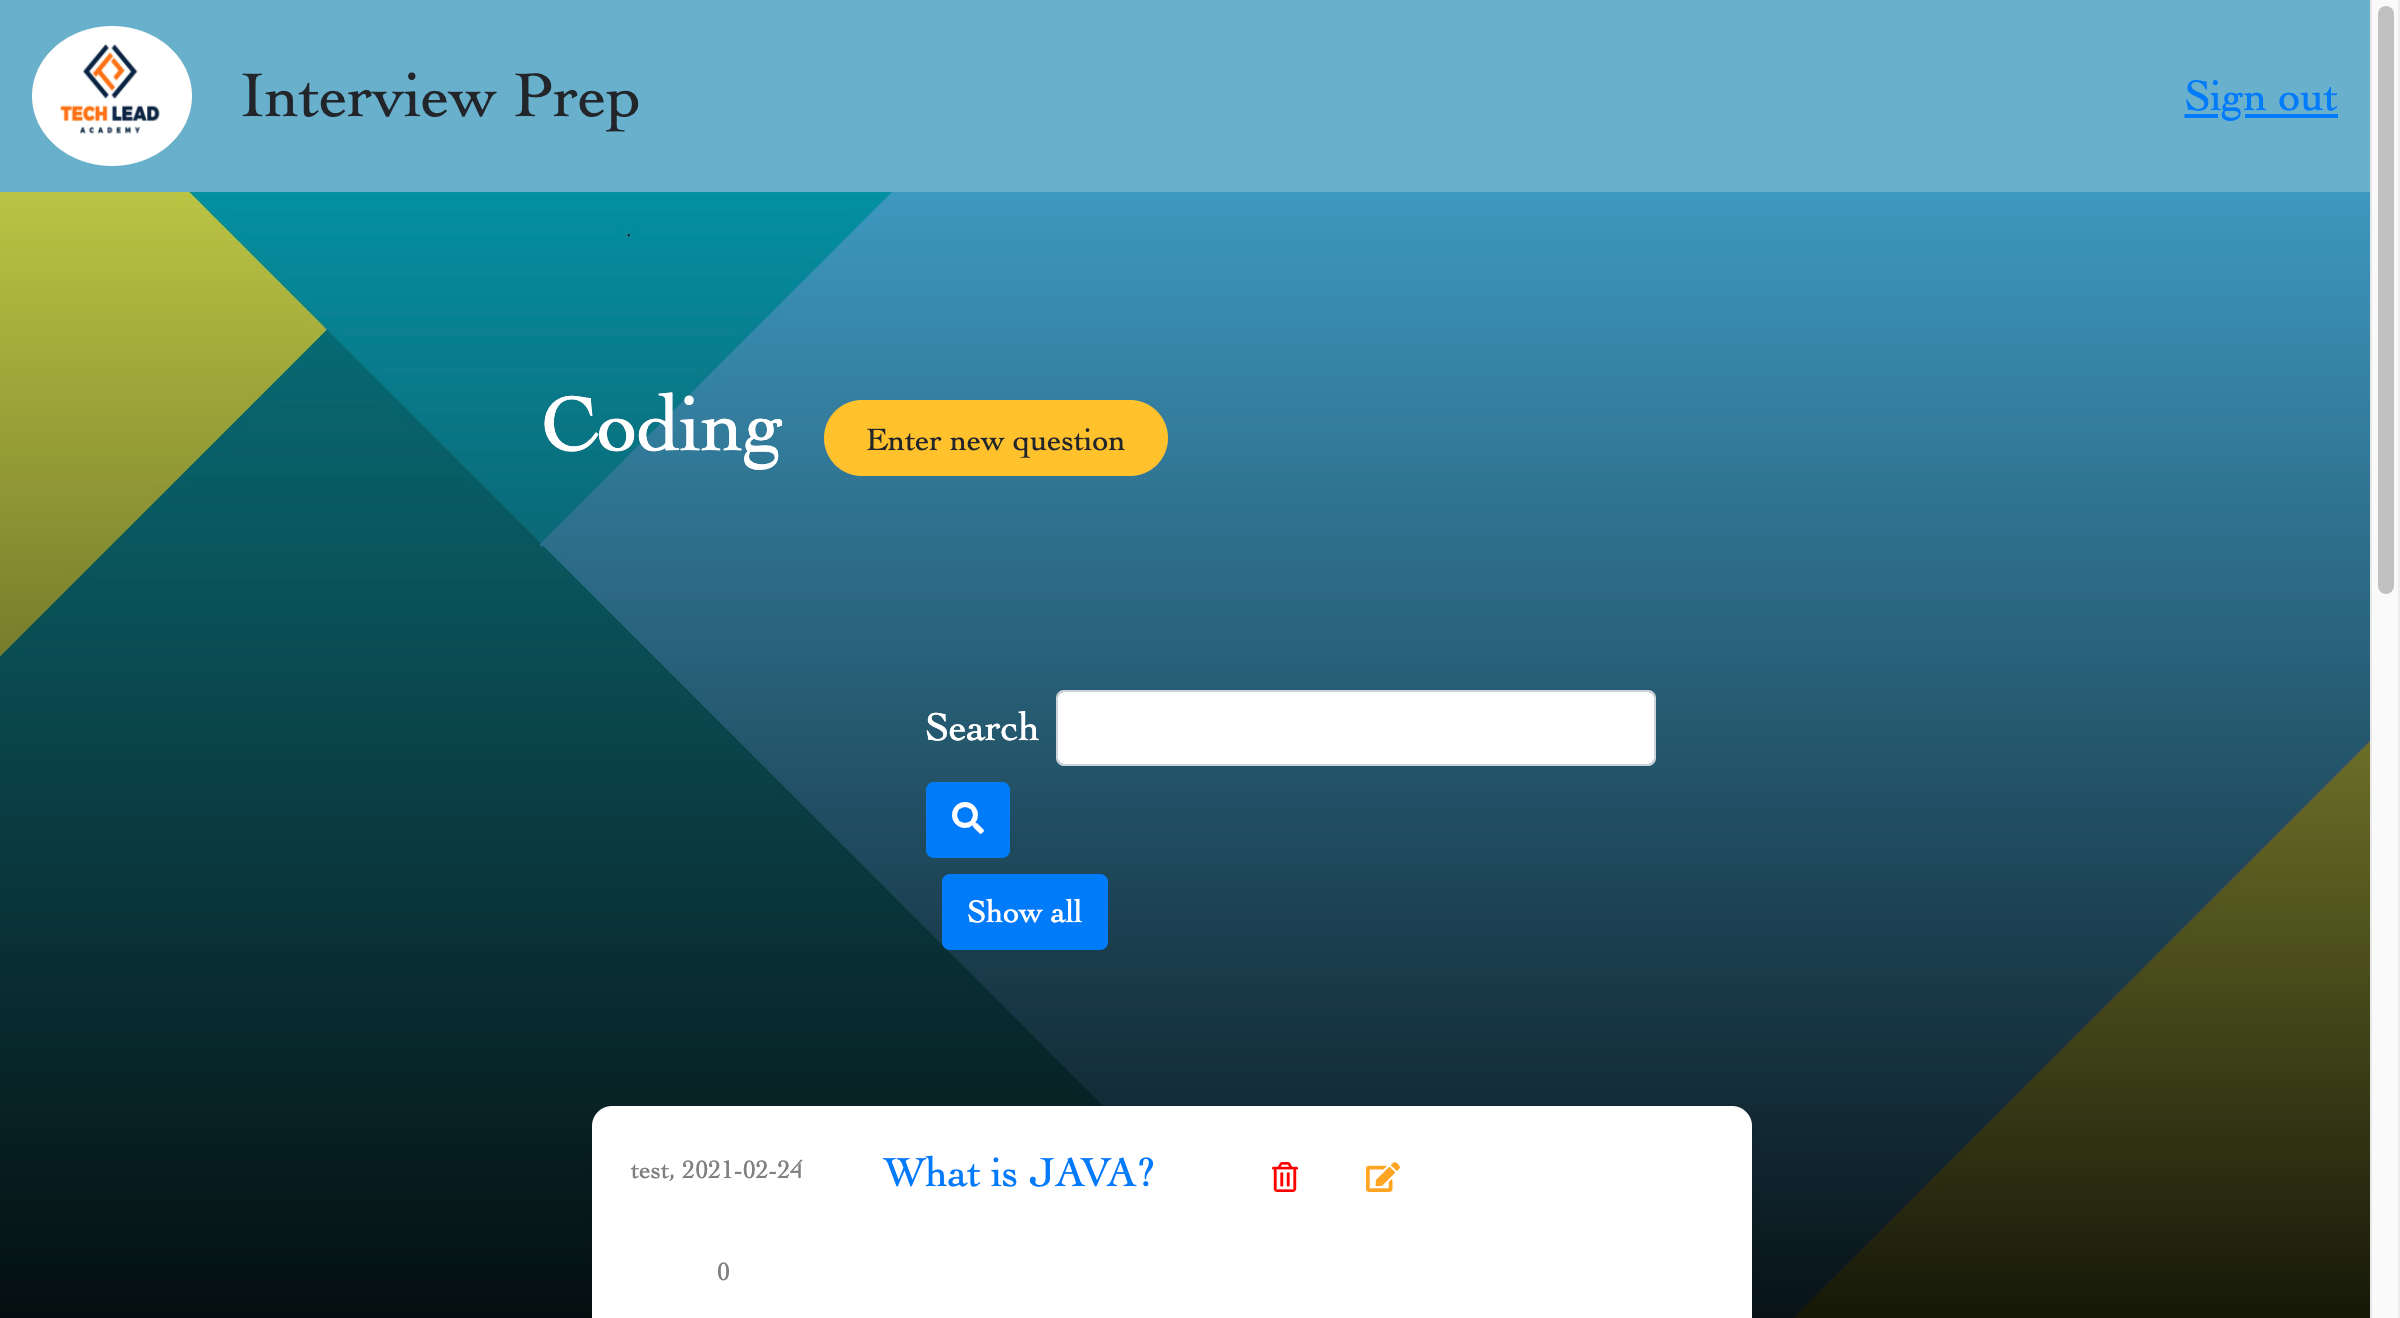 TECH LEAD
ACADEMY
Interview Prep
Sign out
Coding
Enter new question
Search
Show all
test, 2021-02-24
What is JAVA?
0